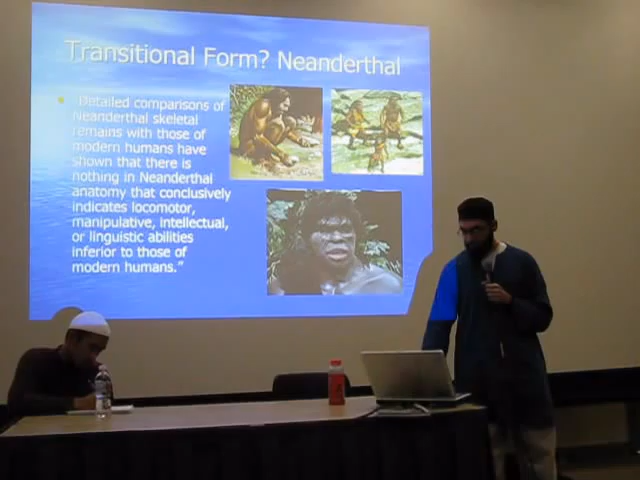 Transitional Form? Neanderthal
"Detailed comparisons of
Neanderthal skeletal
remains with those of
modern humans have
shown that there is
nothing in Neanderthal
anatomy that conclusively
indicates locomotor,
manipulative, intellectual,
or linguistic abilities
inferior to those of
modern humans."